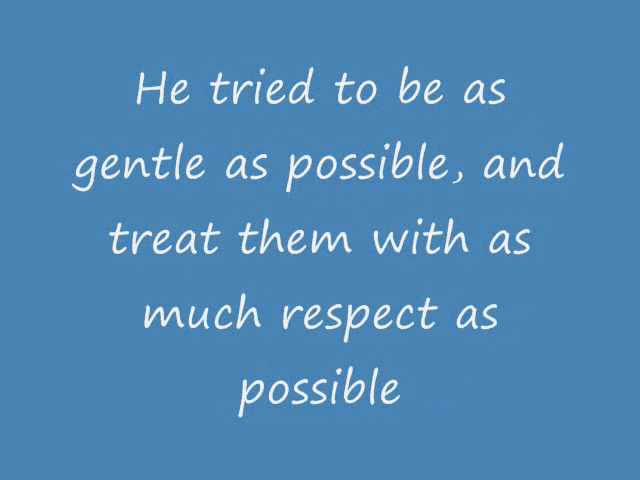 He tried to be as
gentle as possible, and
treat them with as
much respect as
possible